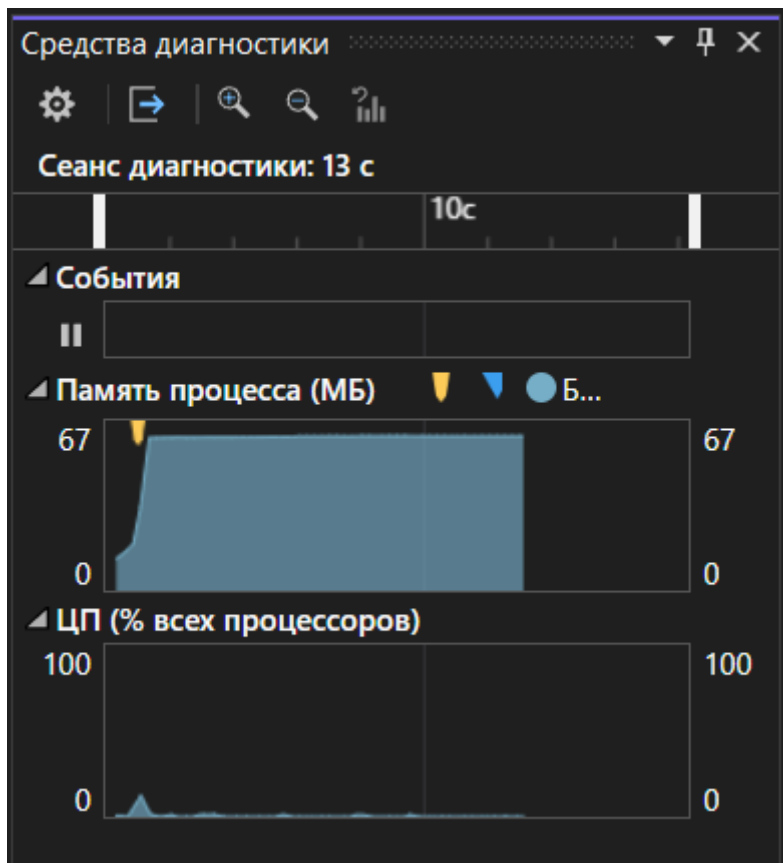 Средства диагностики
Сеанс диагностики: 13 с
10с
События
Память процесса (МБ) Б...
67 67
0 0
ЦП (% всех процессоров)
100 100
0 0